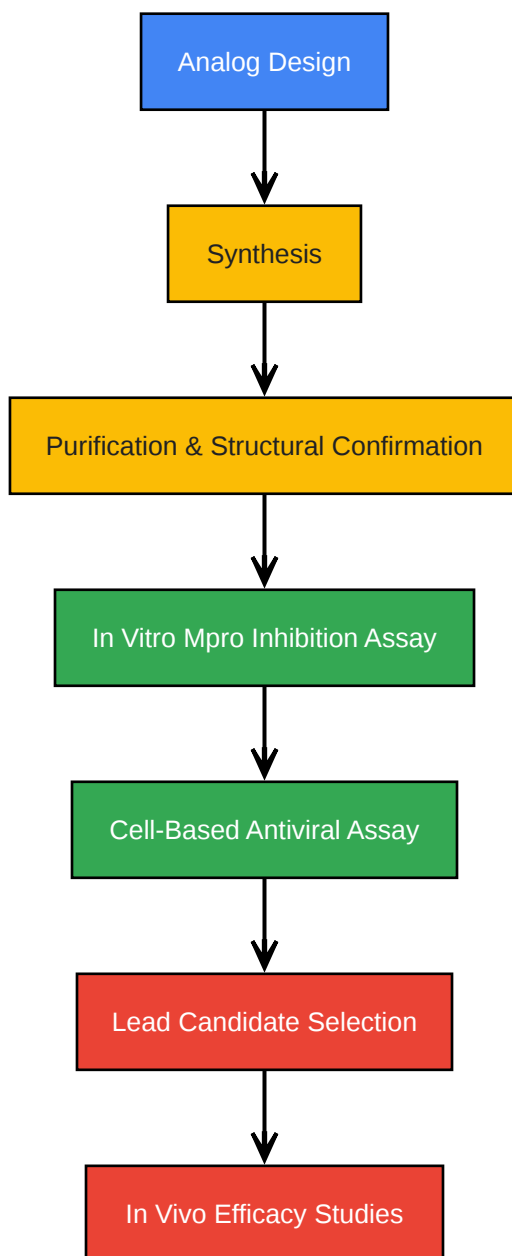 Analog Design
Synthesis
Purification & Structural Confirmation
In Vitro Mpro Inhibition Assay
Cell-Based Antiviral Assay
Lead Candidate Selection
In Vivo Efficacy Studies